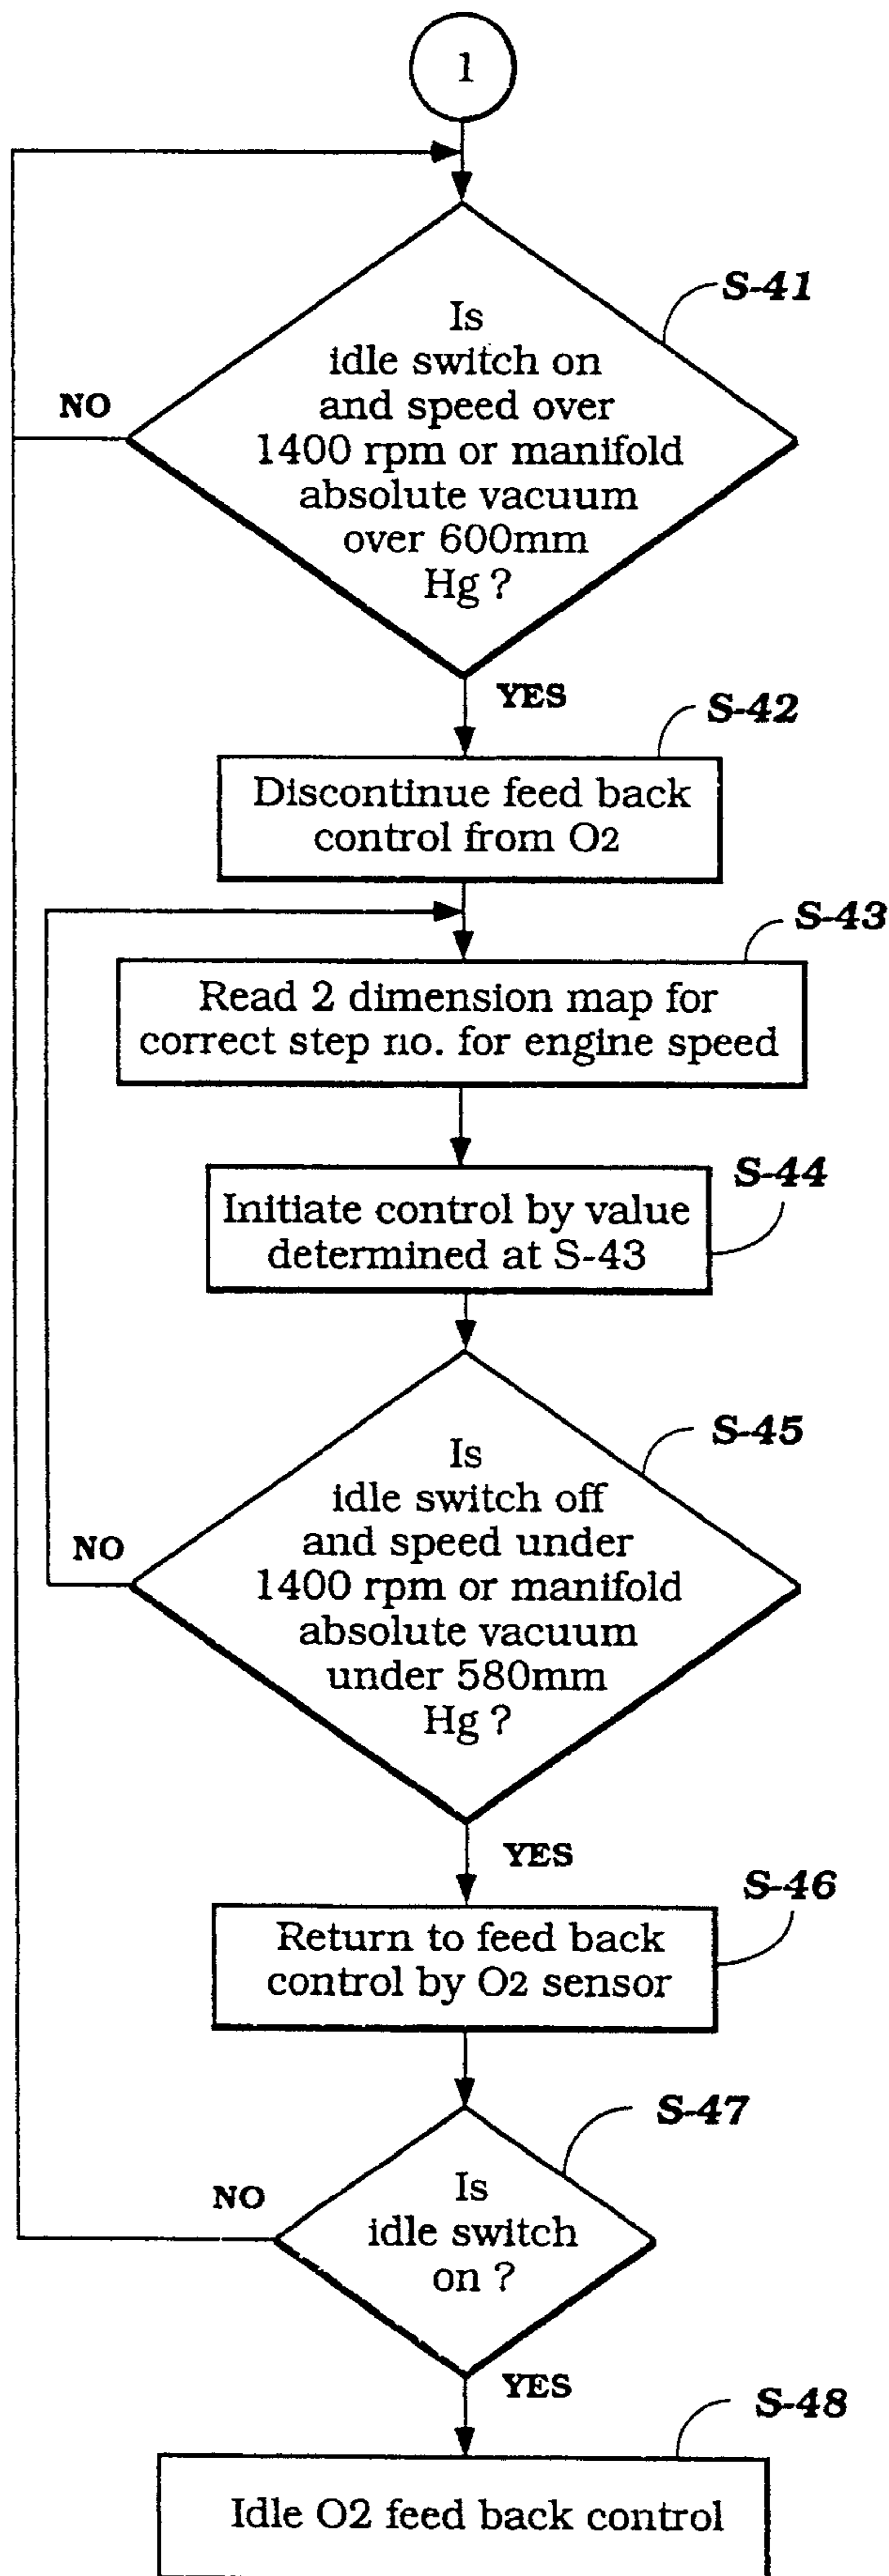 1
S-41
Is
idle switch on
and speed over
1400 rpm or manifold
absolute vacuum
over 600mm
Hg ?
NO
YES
S-42
Discontinue feed back
control from O2
S-43
Read 2 dimension map for
correct step no. for engine speed
S-44
Initiate control by value
determined at S-43
S-45
Is
idle switch off
and speed under
1400 rpm or manifold
absolute vacuum
under 580mm
Hg ?
NO
YES
S-46
Return to feed back
control by O2 sensor
S-47
Is
idle switch
on ?
NO
YES
S-48
Idle O2 feed back control